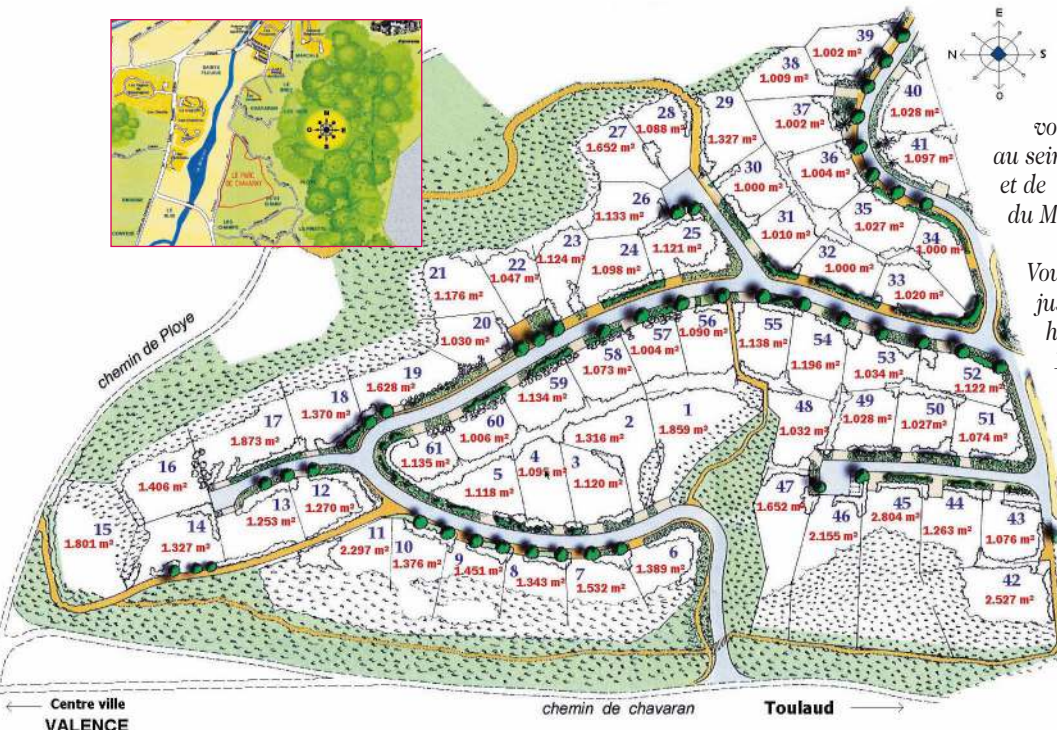 LE PARC
DE CHAVARAN
E
N
S
O
39
1.002 m²
38
1.009 m²
40
1.028 m²
29
1.327 m²
37
1.002 m²
28
1.088 m²
27
1.652 m²
41
1.097 m²
36
1.004 m²
30
1.000 m²
26
1.133 m²
35
1.027 m²
31
1.010 m²
34
1.000 m²
25
1.121 m²
24
1.098 m²
23
1.124 m²
22
1.047 m²
21
1.176 m²
32
1.000 m²
33
1.020 m²
20
1.030 m²
19
1.628 m²
18
1.370 m²
17
1.873 m²
16
1.406 m²
15
1.801 m²
14
1.327 m²
13
1.253 m²
12
1.270 m²
56
1.090 m²
57
1.004 m²
58
1.073 m²
59
1.134 m²
60
1.006 m²
61
1.135 m²
55
1.138 m²
54
1.196 m²
53
1.034 m²
52
1.122 m²
51
1.074 m²
50
1.027m²
49
1.028 m²
48
1.032 m²
1
1.859 m²
2
1.316 m²
3
1.120 m²
4
5
1.118 m²
6
1.389 m²
7
1.532 m²
8
1.343 m²
9
1.451 m²
10
1.376 m²
11
2.297 m²
47
1.652 m²
46
2.155 m²
45
2.804 m²
44
1.263 m²
43
1.076 m²
42
2.527 m²
chemin de Ploye
vo
au sein
et de
du M
Vou
jus
h
Centre ville
VALENCE
chemin de chavaran
Toulaud